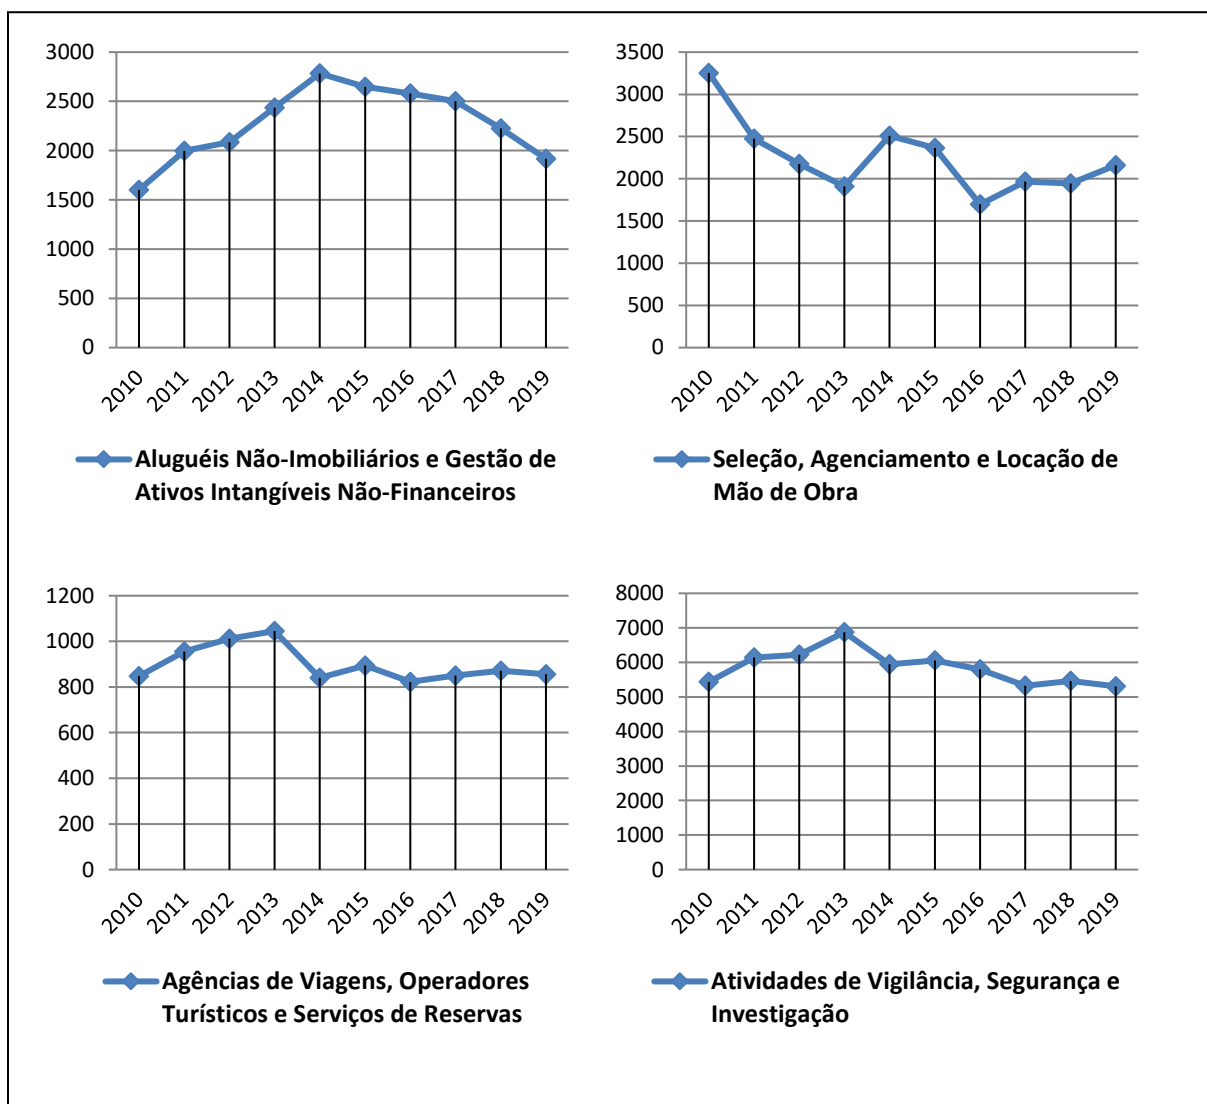 3000
2500
2000
1500
1000
500
0
2010 2011 2012 2013 2014 2015 2016 2017 2018 2019
Aluguéis Não-Imobiliários e Gestão de
Ativos Intangíveis Não-Financeiros
3500
3000
2500
2000
1500
1000
500
0
2010 2011 2012 2013 2014 2015 2016 2017 2018 2019
Seleção, Agenciamento e Locação de
Mão de Obra
1200
1000
800
600
400
200
0
2010 2011 2012 2013 2014 2015 2016 2017 2018 2019
Agências de Viagens, Operadores
Turísticos e Serviços de Reservas
8000
7000
6000
5000
4000
3000
2000
1000
0
2010 2011 2012 2013 2014 2015 2016 2017 2018 2019
Atividades de Vigilância, Segurança e
Investigação